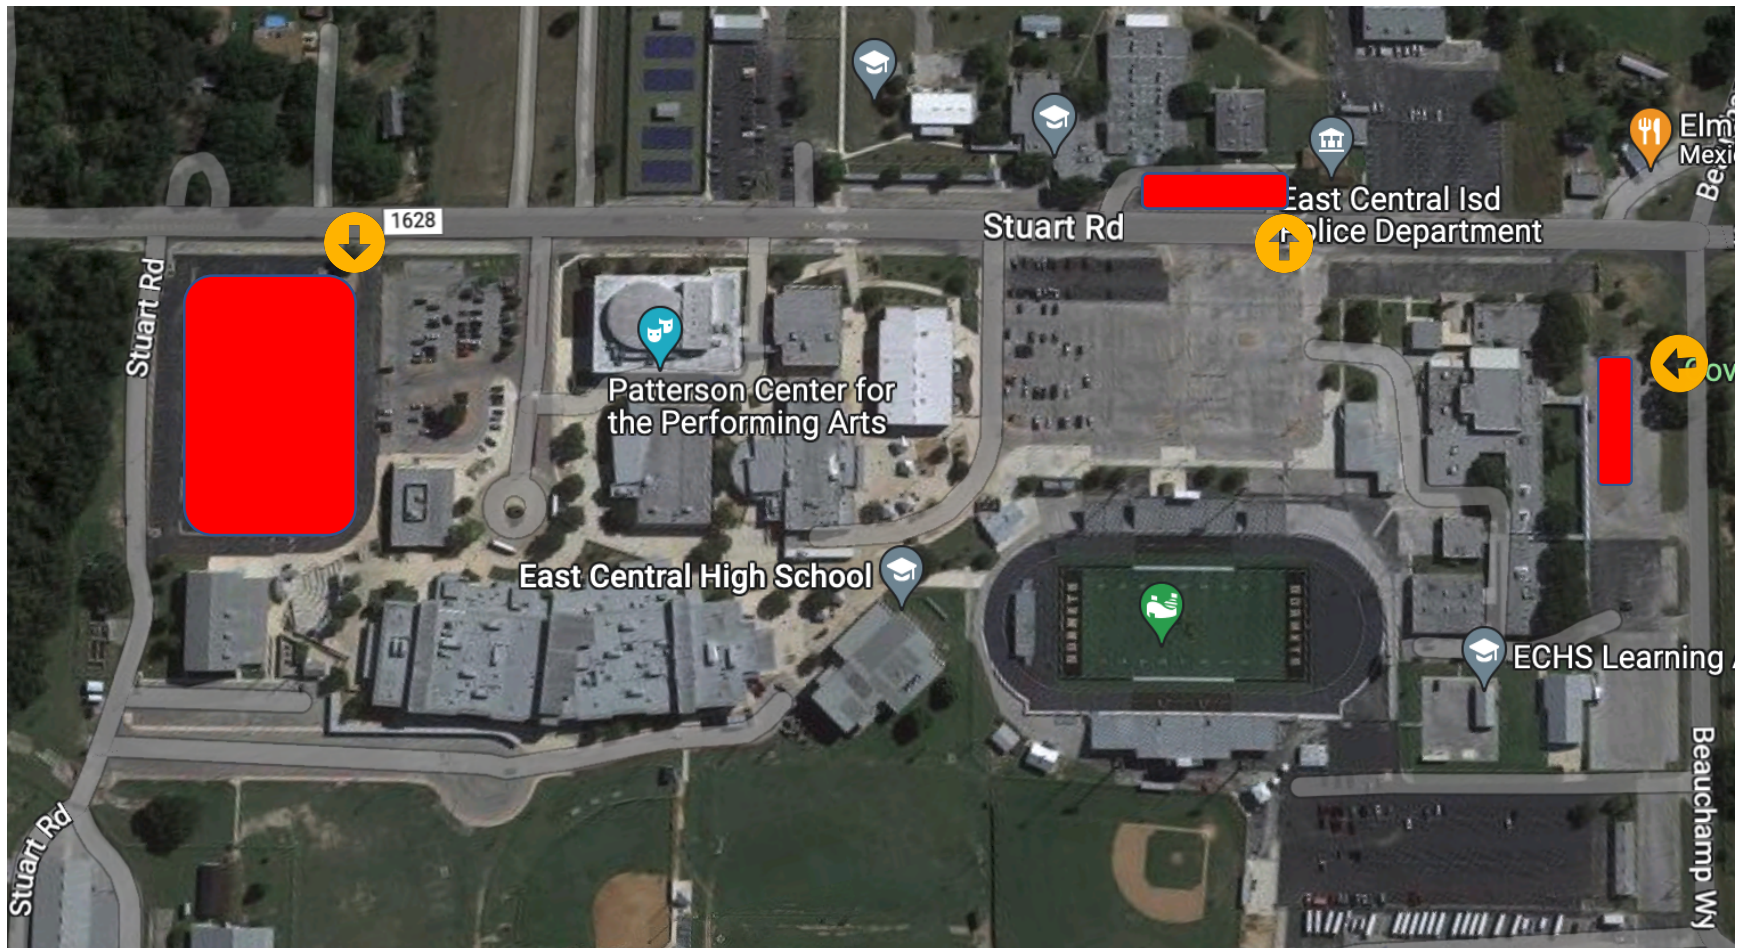 Elm
Mexi
East Central Isd
Police Department
1628
Stuart Rd
Stuart Rd
Patterson Center for
the Performing Arts
East Central High School
ECHS Learning
Beauchamp Wy
Stuart Rd